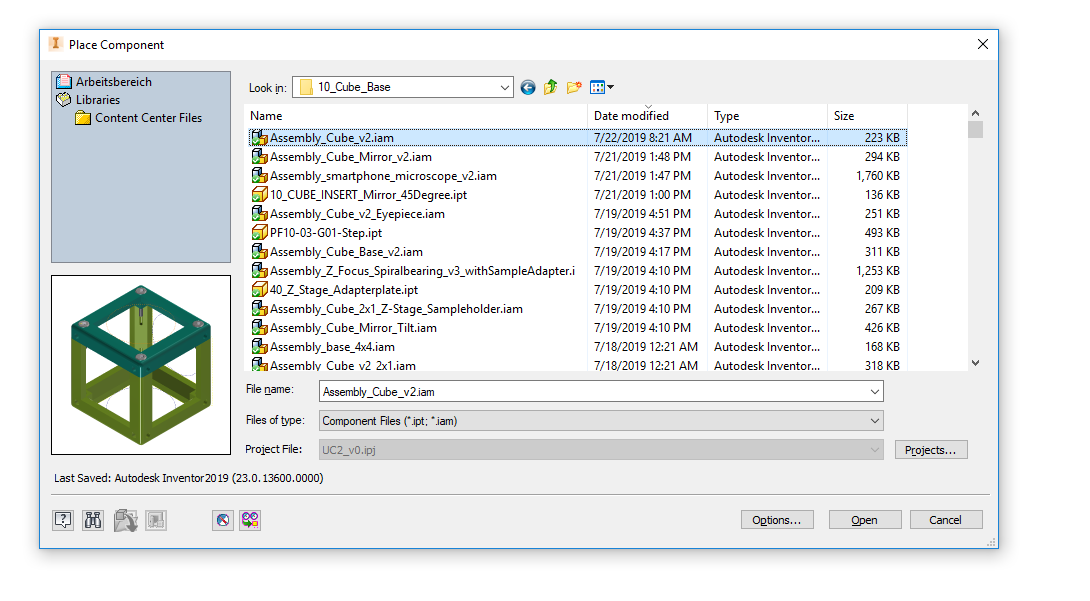 Place Component
Arbeitsbereich
Libraries
Content Center Files
Look in: 10_Cube_Base
Name Date modified Type Size
Assembly_Cube_v2.iam 7/22/2019 8:21 AM Autodesk Inventor... 223 KB
Assembly_Cube_Mirror_v2.iam 7/21/2019 1:48 PM Autodesk Inventor... 294 KB
Assembly_smartphone_microscope_v2.iam 7/21/2019 1:47 PM Autodesk Inventor... 1,760 KB
10_CUBE_INSERT_Mirror_45Degree.ipt 7/21/2019 1:00 PM Autodesk Inventor... 136 KB
Assembly_Cube_v2_Eyepiece.iam 7/19/2019 4:51 PM Autodesk Inventor... 251 KB
PF10-03-G01-Step.ipt 7/19/2019 4:37 PM Autodesk Inventor... 493 KB
Assembly_Cube_Base_v2.iam 7/19/2019 4:17 PM Autodesk Inventor... 311 KB
Assembly_Z_Focus_Spiralbearing_v3_withSampleAdapter.i 7/19/2019 4:10 PM Autodesk Inventor... 1,253 KB
40_Z_Stage_Adapterplate.ipt 7/19/2019 4:10 PM Autodesk Inventor... 209 KB
Assembly_Cube_2x1_Z-Stage_Sampleholder.iam 7/19/2019 4:10 PM Autodesk Inventor... 267 KB
Assembly_Cube_Mirror_Tilt.iam 7/19/2019 4:10 PM Autodesk Inventor... 426 KB
Assembly_base_4x4.iam 7/18/2019 12:21 AM Autodesk Inventor... 168 KB
Assembly_Cube_v2_2x1.iam 7/18/2019 12:21 AM Autodesk Inventor... 318 KB
File name: Assembly_Cube_v2.iam
Files of type: Component Files (*.ipt; *.iam)
Project File: UC2_v0.ipj Projects...
Last Saved: Autodesk Inventor2019 (23.0.13600.0000)
Options... Open Cancel